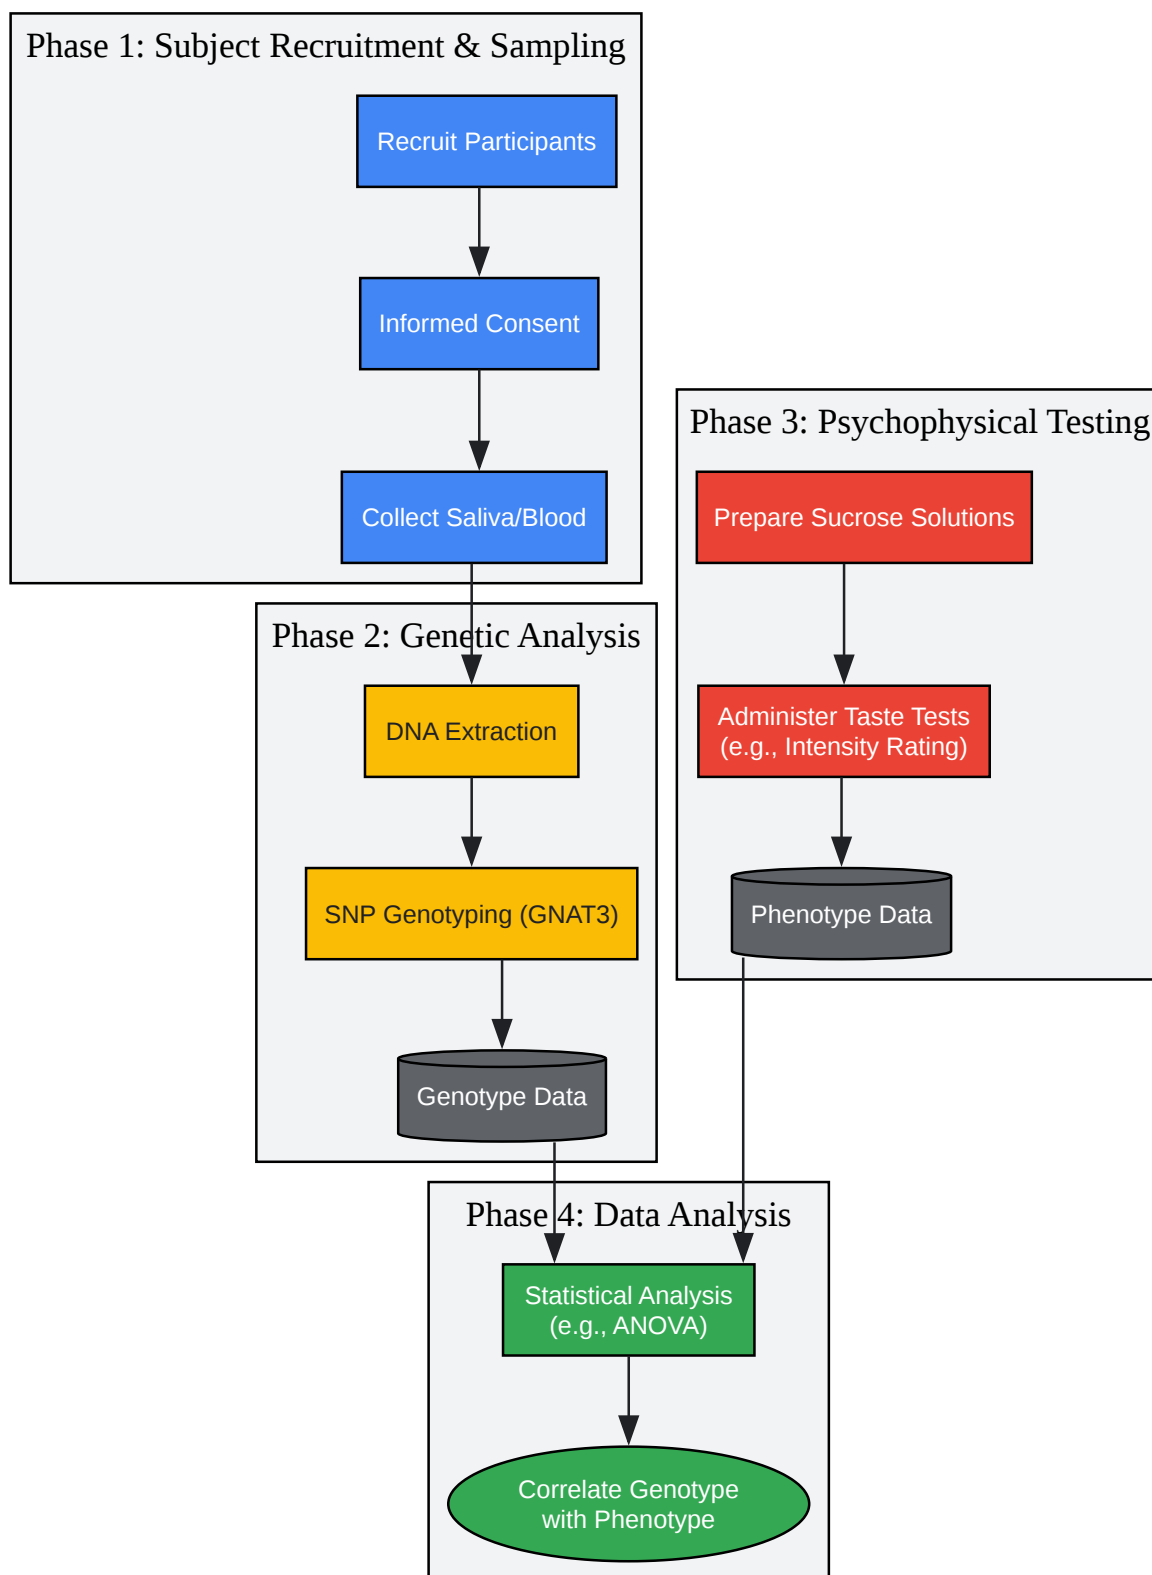 Phase 1: Subject Recruitment & Sampling
Recruit Participants
Informed Consent
Collect Saliva/Blood
Phase 2: Genetic Analysis
DNA Extraction
SNP Genotyping (GNAT3)
Genotype Data
Phase 3: Psychophysical Testing
Prepare Sucrose Solutions
Administer Taste Tests
(e.g., Intensity Rating)
Phenotype Data
Phase 4: Data Analysis
Statistical Analysis
(e.g., ANOVA)
Correlate Genotype
with Phenotype